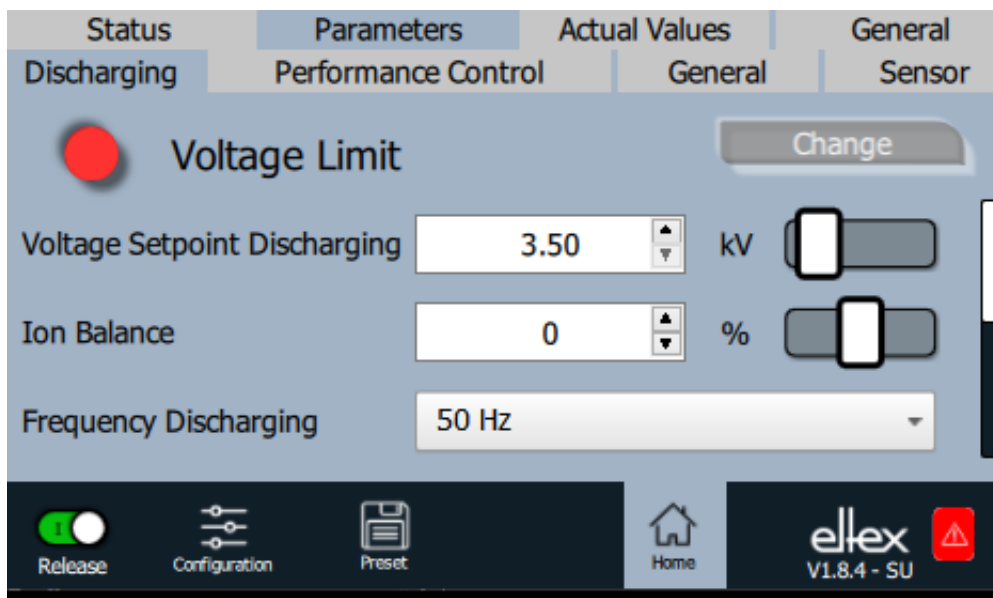 Status Parameters Actual Values General
Discharging Performance Control General Sensor
Voltage Limit Change
Voltage Setpoint Discharging 3.50 kV
Ion Balance 0 %
Frequency Discharging 50 Hz
I
Release Configuration Preset Home eltex
V1.8.4 - SU